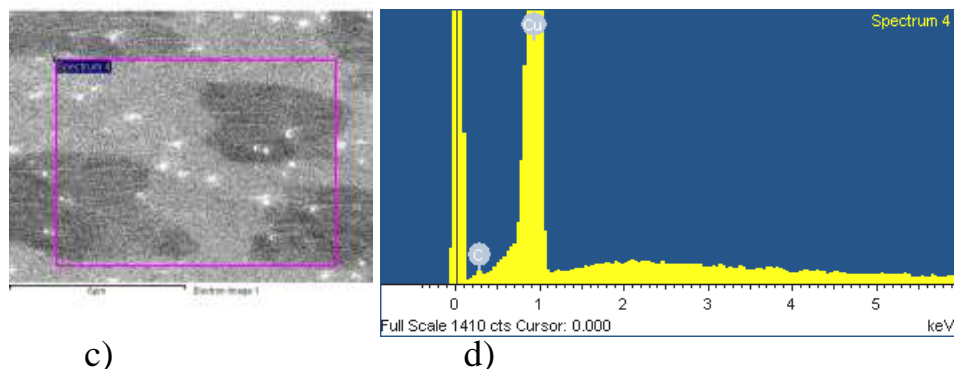 Spectrum 4
6µm
Electron Image 1
c)
Spectrum 4
Cu
C
0 1 2 3 4 5
Full Scale 1410 cts Cursor: 0.000
keV
d)